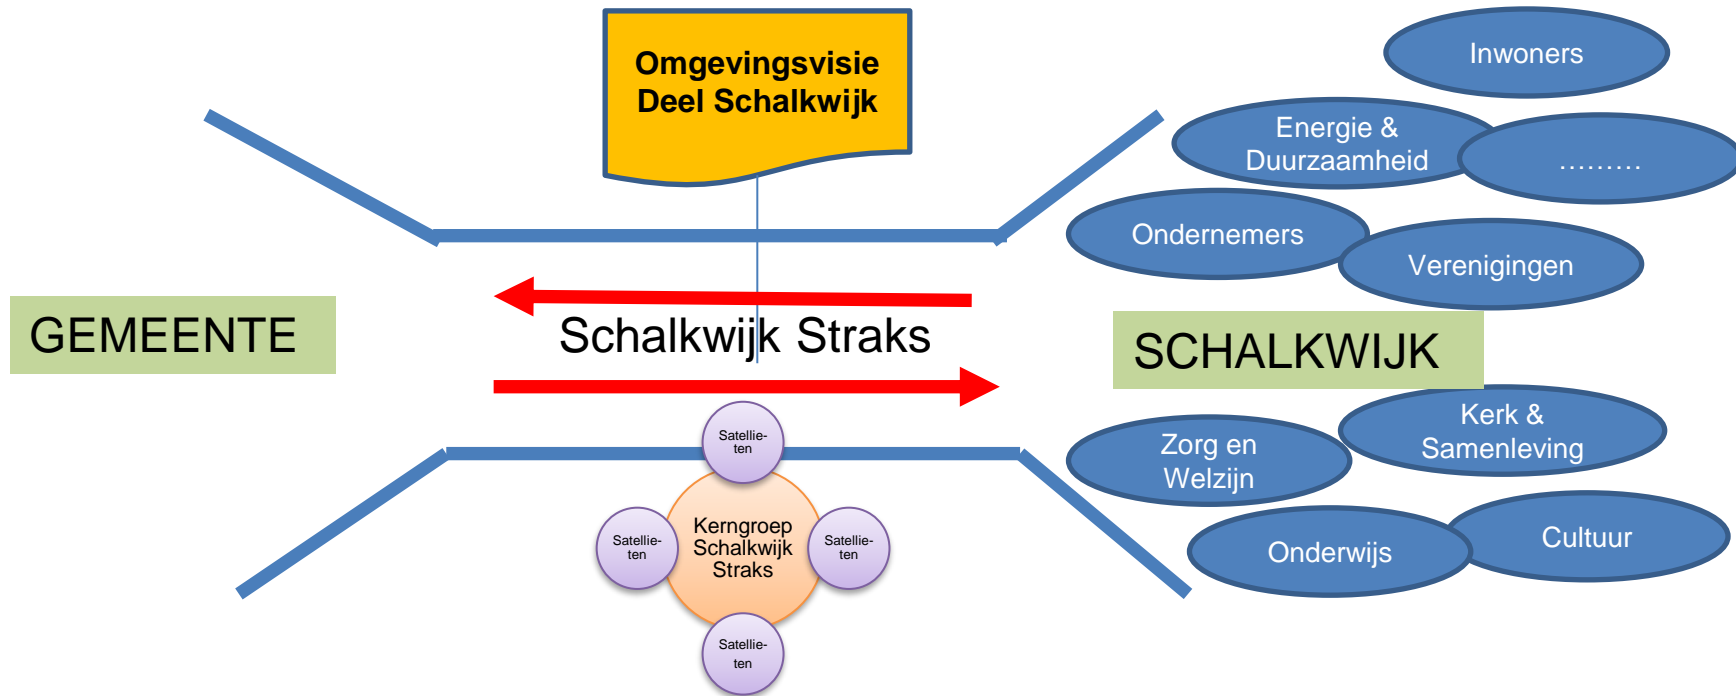 Omgevingsvisie
Deel Schalkwijk
Inwoners
Energie &
Duurzaamheid
………
Ondernemers
Verenigingen
GEMEENTE
Schalkwijk Straks
SCHALKWIJK
Kerk &
Samenleving
Zorg en
Welzijn
Onderwijs
Cultuur
Satellie-
ten
Satellie-
ten
Kerngroep
Schalkwijk
Straks
Satellie-
ten
Satellie-
ten